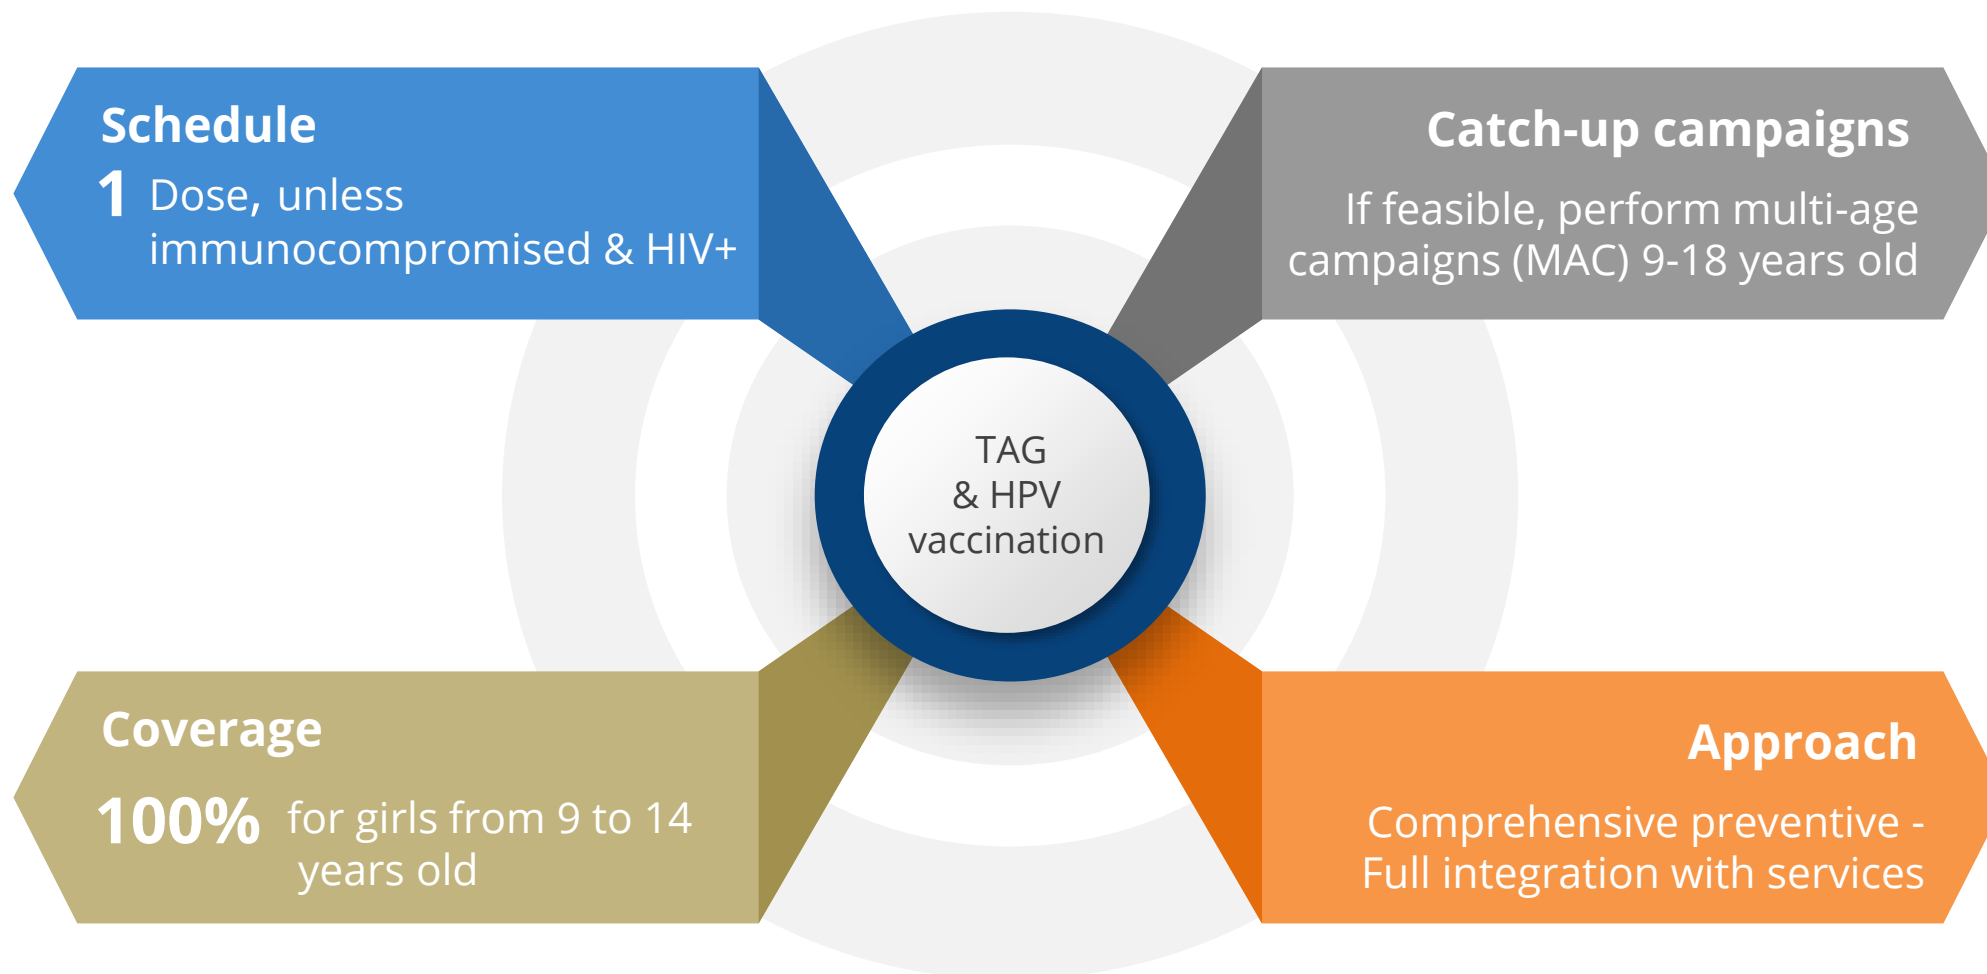 Schedule
1 Dose, unless
immunocompromised & HIV+
Catch-up campaigns
If feasible, perform multi-age
campaigns (MAC) 9-18 years old
TAG
& HPV
vaccination
Coverage
100% for girls from 9 to 14
years old
Approach
Comprehensive preventive -
Full integration with services